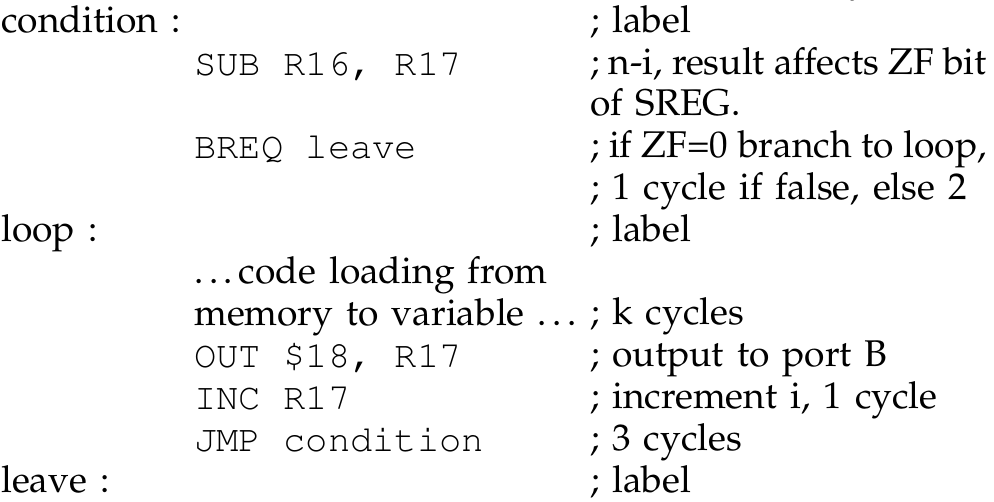 condition : ; label
SUB R16, R17 ; n-i, result affects ZF bit
of SREG.
BREQ leave ; if ZF=0 branch to loop,
; 1 cycle if false, else 2
loop : ; label
...code loading from
memory to variable ... ; k cycles
OUT $18, R17 ; output to port B
INC R17 ; increment i, 1 cycle
JMP condition ; 3 cycles
leave : ; label